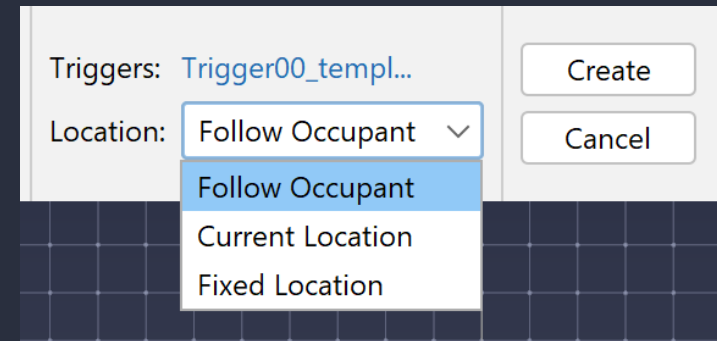 Triggers: Trigger00_templ...
Create
Location: Follow Occupant
Cancel
Follow Occupant
Current Location
Fixed Location